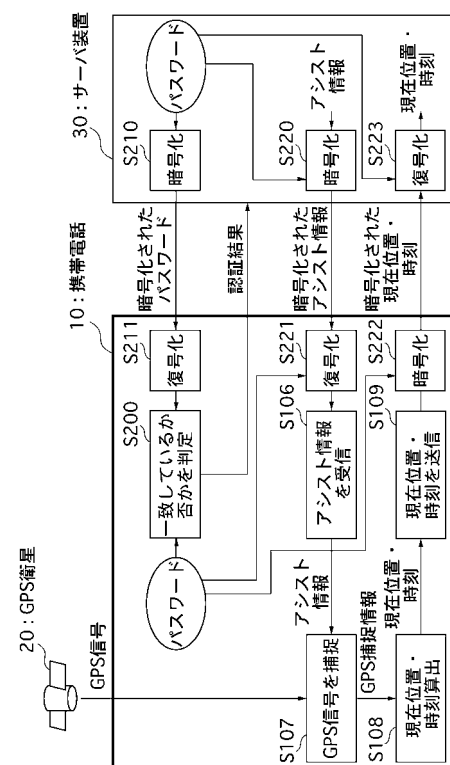 20：GPS衛星
GPS信号
10：携帯電話
30：サーバ装置
パスワード
S200
一致しているか
否かを判定
S211
復号化
暗号化された
パスワード
S210
暗号化
パスワード
認証結果
S107
GPS信号を捕捉
アシスト
情報
S106
アシスト情報
を受信
S221
復号化
暗号化された
アシスト情報
S220
暗号化
アシスト
情報
GPS捕捉情報
S108
現在位置・
時刻算出
現在位置・
時刻
S109
現在位置・
時刻を送信
S222
暗号化
暗号化された
現在位置・
時刻
S223
復号化
現在位置・
時刻